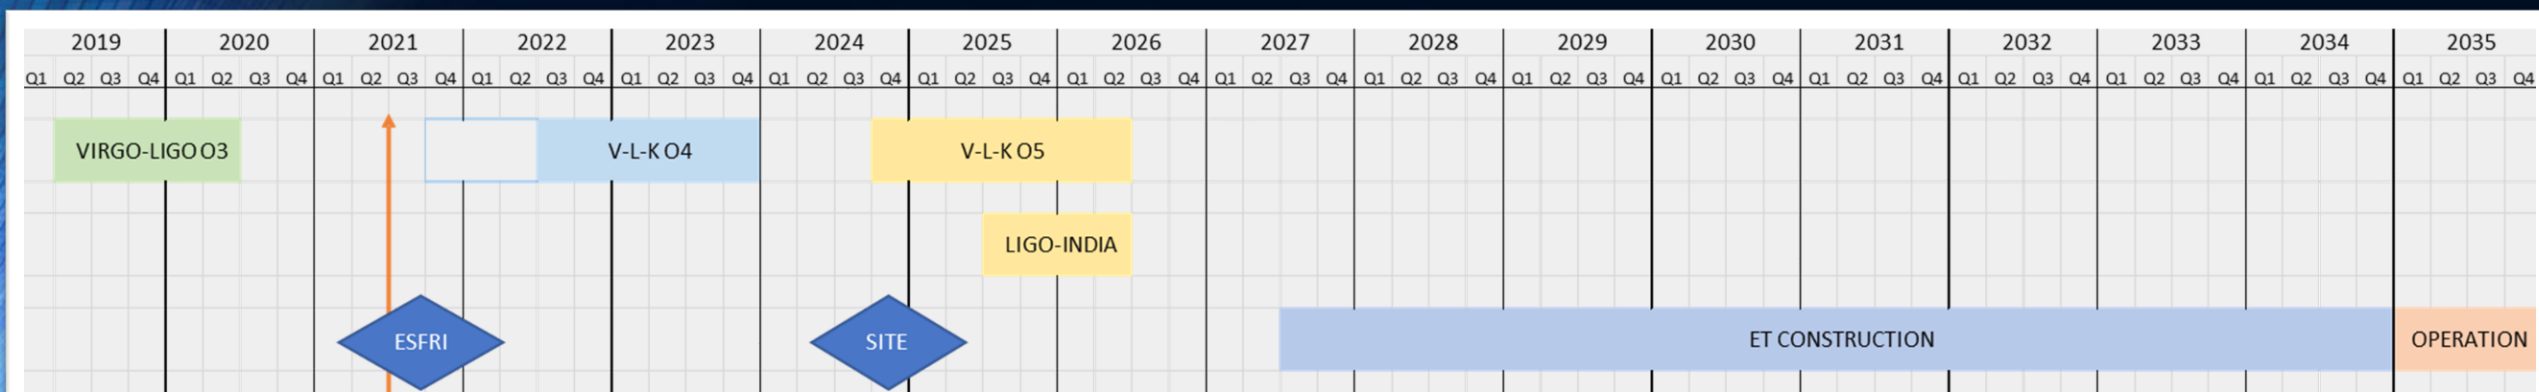 2019 2020 2021 2022 2023 2024 2025 2026 2027 2028 2029 2030 2031 2032 2033 2034 2035
Q1 Q2 Q3 Q4 Q1 Q2 Q3 Q4 Q1 Q2 Q3 Q4 Q1 Q2 Q3 Q4 Q1 Q2 Q3 Q4 Q1 Q2 Q3 Q4 Q1 Q2 Q3 Q4 Q1 Q2 Q3 Q4 Q1 Q2 Q3 Q4 Q1 Q2 Q3 Q4 Q1 Q2 Q3 Q4 Q1 Q2 Q3 Q4 Q1 Q2 Q3 Q4 Q1 Q2 Q3 Q4 Q1 Q2 Q3 Q4 Q1 Q2 Q3 Q4 Q1 Q2 Q3 Q4
VIRGO-LIGO O3 V-L-K O4 V-L-K O5
LIGO-INDIA
ESFRI SITE ET CONSTRUCTION OPERATION